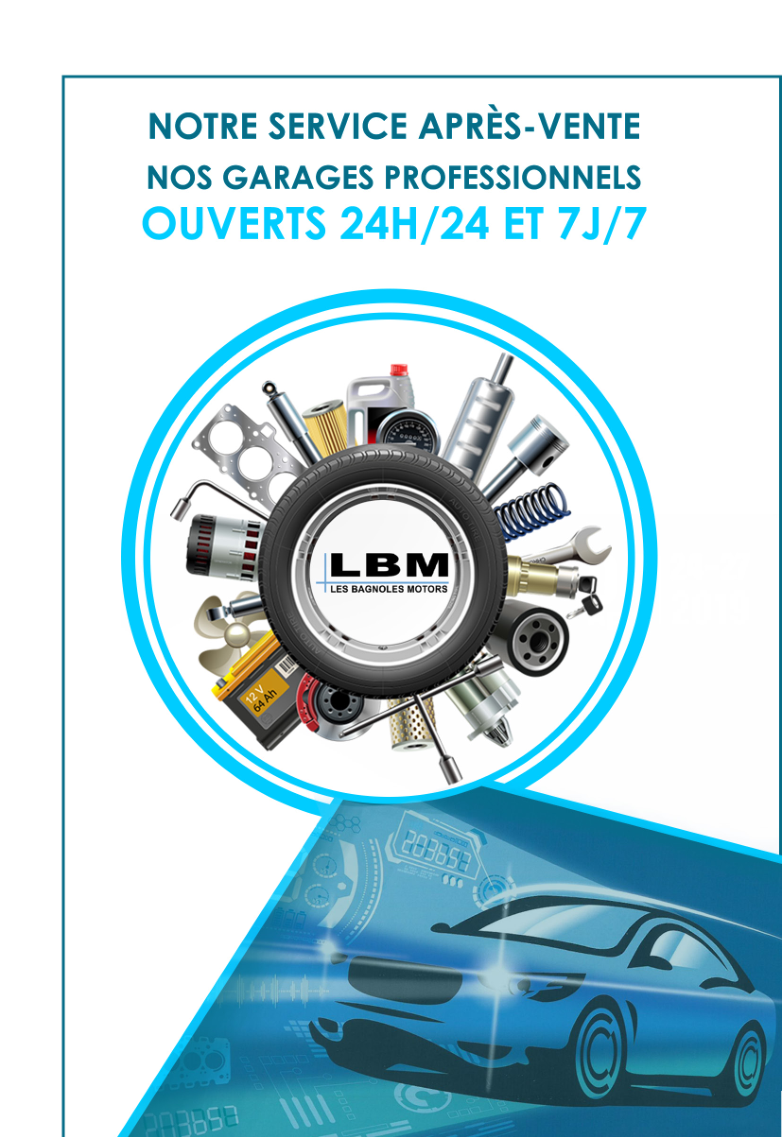 NOTRE SERVICE APRÈS-VENTE
NOS GARAGES PROFESSIONNELS
OUVERTS 24H/24 ET 7J/7
LBM
LES BAGNOLES MOTORS
12 V
64 Ah